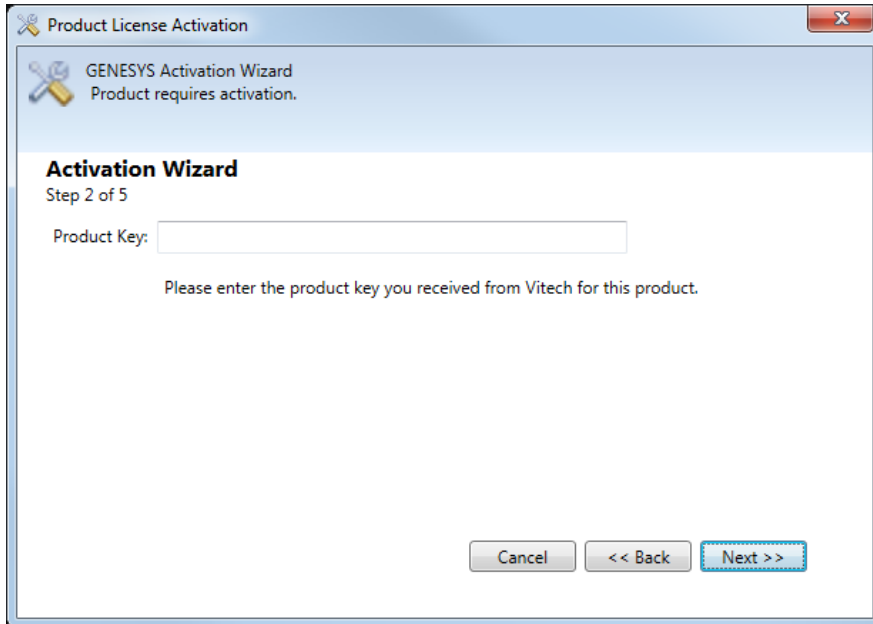 Product License Activation
x
GENESYS Activation Wizard
Product requires activation.
Activation Wizard
Step 2 of 5
Product Key:
Please enter the product key you received from Vitech for this product.
Cancel
<< Back
Next >>